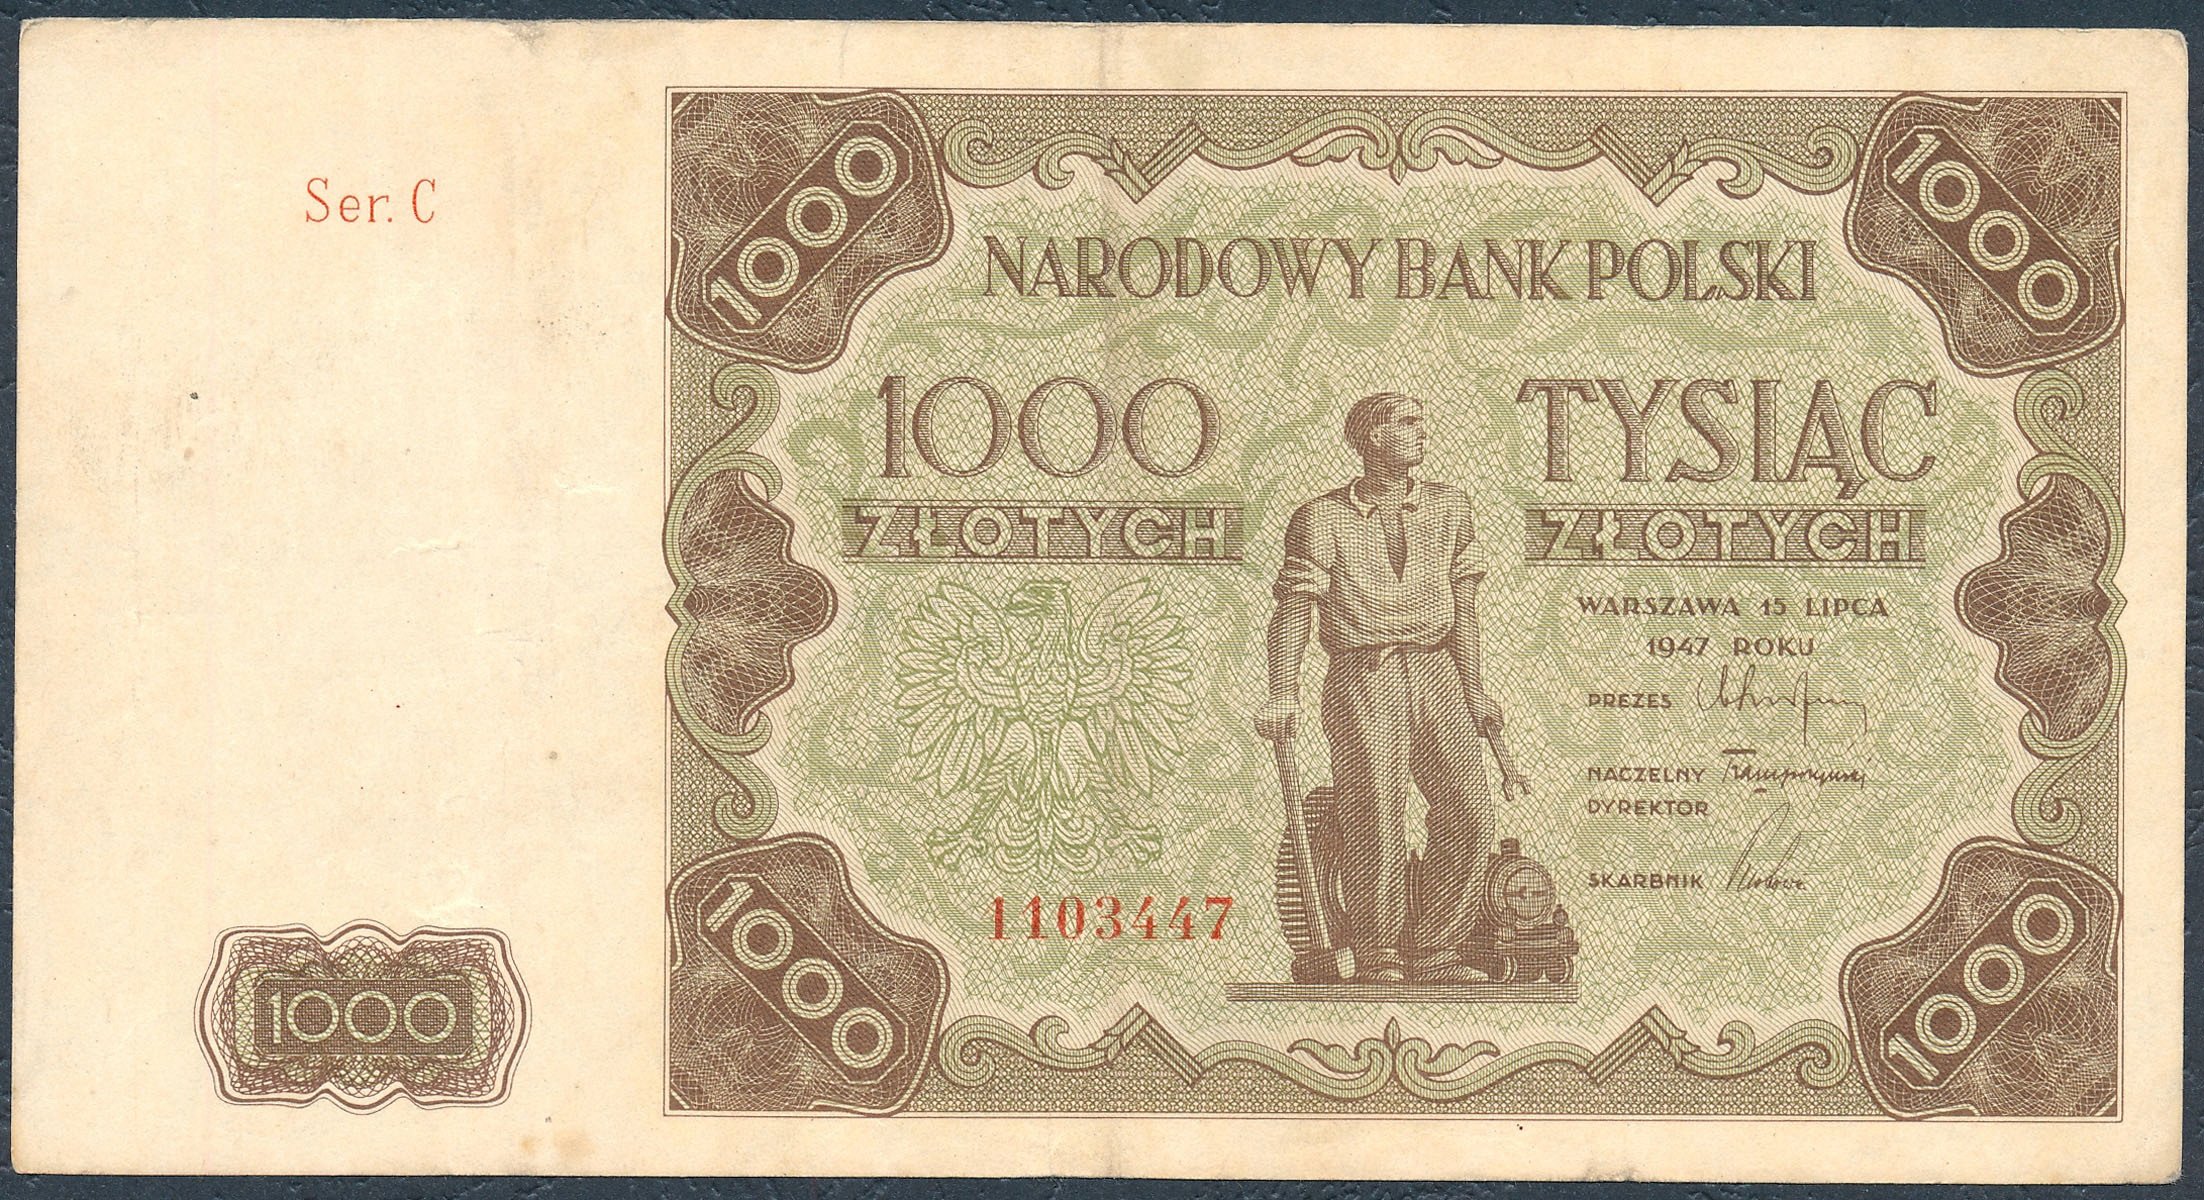 1000
1000
Ser. C
NARODOWY BANK POLSKI
1000
TYSIĄC
ZŁOTYCH
ZŁOTYCH
WARSZAWA 15 LIPCA
1947 ROKU
PREZES
NACZELNY
DYREKTOR
SKARBNIK
1103447
1000
1000
1000